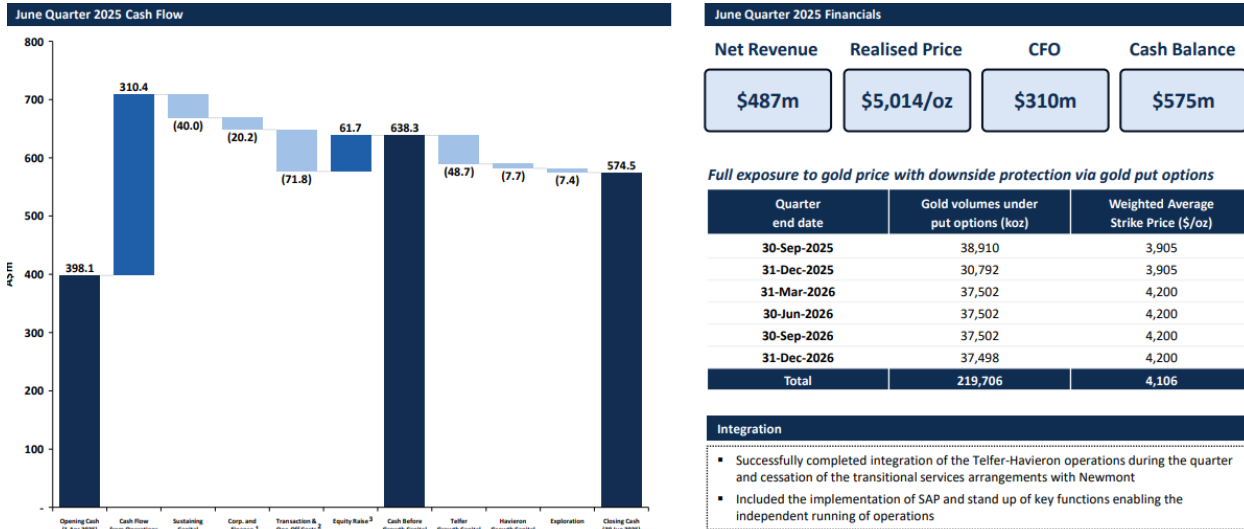 June Quarter 2025 Cash Flow
800
700
600
500
400
300
200
100
-
A$m
398.1
310.4
(40.0)
(20.2)
(71.8)
61.7
638.3
(48.7)
(7.7)
(7.4)
574.5
Opening Cash
Cash Flow
Sustaining
Corp. and
Transaction &
Equity Raise 3
Cash Before
Telfer
Havieron
Exploration
Closing Cash
June Quarter 2025 Financials
Net Revenue Realised Price CFO Cash Balance
$487m $5,014/oz $310m $575m
Full exposure to gold price with downside protection via gold put options
Quarter Gold volumes under Weighted Average
end date put options (koz) Strike Price ($/oz)
30-Sep-2025 38,910 3,905
31-Dec-2025 30,792 3,905
31-Mar-2026 37,502 4,200
30-Jun-2026 37,502 4,200
30-Sep-2026 37,502 4,200
31-Dec-2026 37,498 4,200
Total 219,706 4,106
Integration
▪ Successfully completed integration of the Telfer-Havieron operations during the quarter
and cessation of the transitional services arrangements with Newmont
▪ Included the implementation of SAP and stand up of key functions enabling the
independent running of operations